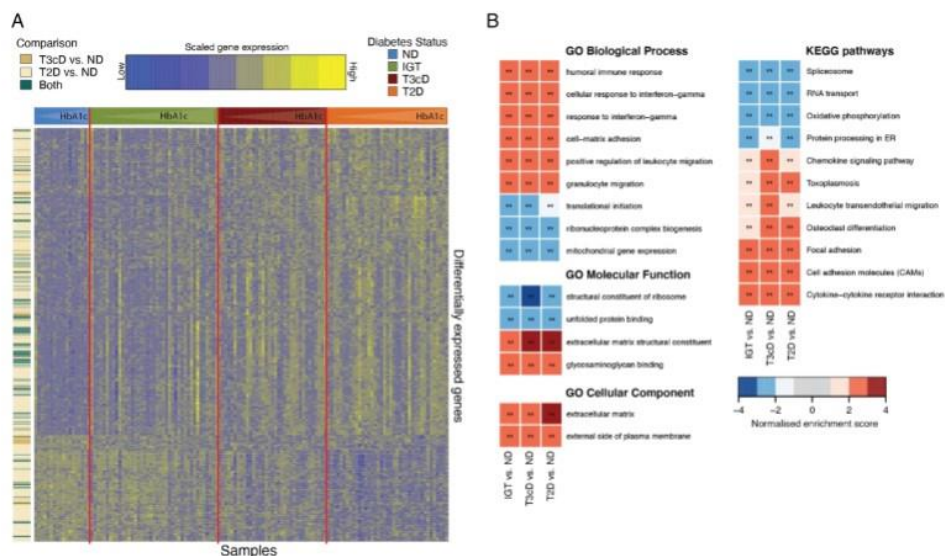 A
Comparison
T3cD vs. ND
T2D vs. ND
Both
Scaled gene expression
Low
High
Diabetes Status
ND
IGT
T3cD
T2D
HbA1c
HbA1c
HbA1c
HbA1c
Differentially expressed genes
Samples
B
GO Biological Process
humoral immune response
cellular response to interferon-gamma
response to interferon-gamma
cell-matrix adhesion
positive regulation of leukocyte migration
granulocyte migration
translational initiation
ribonucleoprotein complex biogenesis
mitochondrial gene expression
GO Molecular Function
structural constituent of ribosome
unfolded protein binding
extracellular matrix structural constituent
glycosaminoglycan binding
GO Cellular Component
extracellular matrix
external side of plasma membrane
IGT vs. ND
T3cD vs. ND
T2D vs. ND
KEGG pathways
Spliceosome
RNA transport
Oxidative phosphorylation
Protein processing in ER
Chemokine signaling pathway
Toxoplasmosis
Leukocyte transendothelial migration
Osteoclast differentiation
Focal adhesion
Cell adhesion molecules (CAMs)
Cytokine-cytokine receptor interaction
IGT vs. ND
T3cD vs. ND
T2D vs. ND
-4 -2 0 2 4
Normalised enrichment score